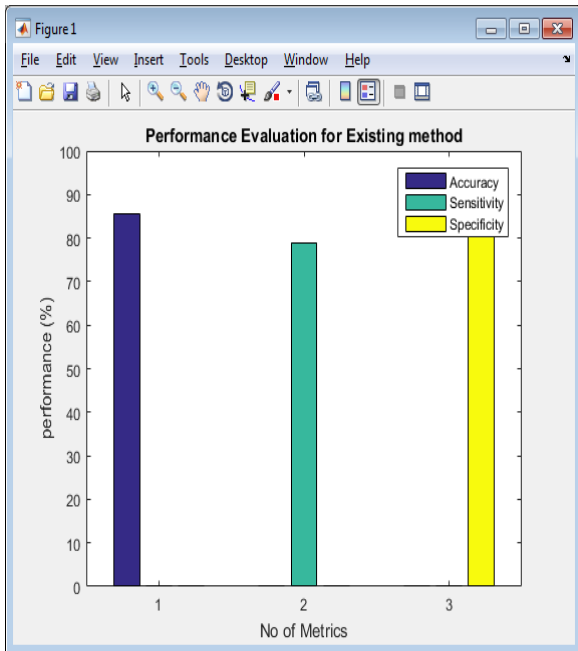 Figure 1
File Edit View Insert Tools Desktop Window Help
Performance Evaluation for Existing method
100
90
80
70
60
50
40
30
20
10
0
performance (%)
Accuracy
Sensitivity
Specificity
1 2 3
No of Metrics